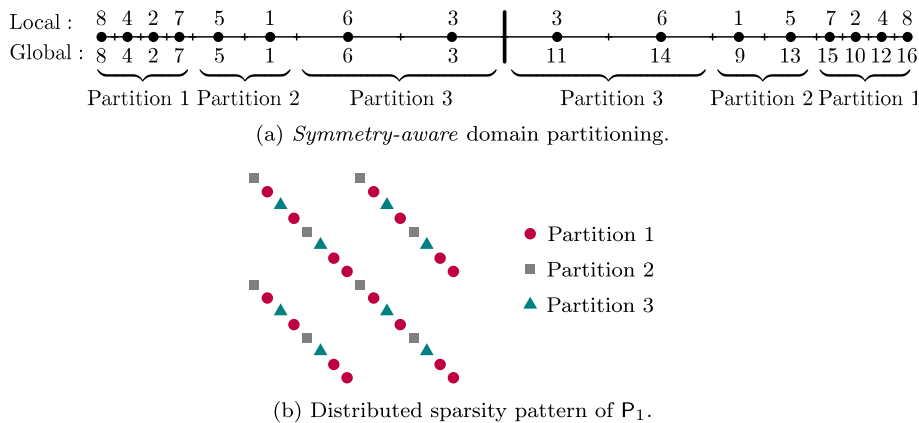 Local : 8 4 2 7 5 1 6 3 3 6 1 5 7 2 4 8
Global : 8 4 2 7 5 1 6 3 11 14 9 13 15 10 12 16
Partition 1 Partition 2 Partition 3 Partition 3 Partition 2 Partition 1
(a) Symmetry-aware domain partitioning.
Partition 1
Partition 2
Partition 3
(b) Distributed sparsity pattern of P₁.